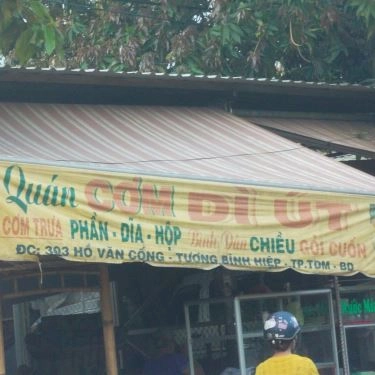 Quán CƠM DÌ ÚT
CƠM TRƯA PHẦN - DĨA - HỘP Bình Dân CHIỀU GỎI CUỐN
ĐC: 393 HỒ VĂN CỐNG - TƯƠNG BÌNH HIỆP - TP.TDM - BD